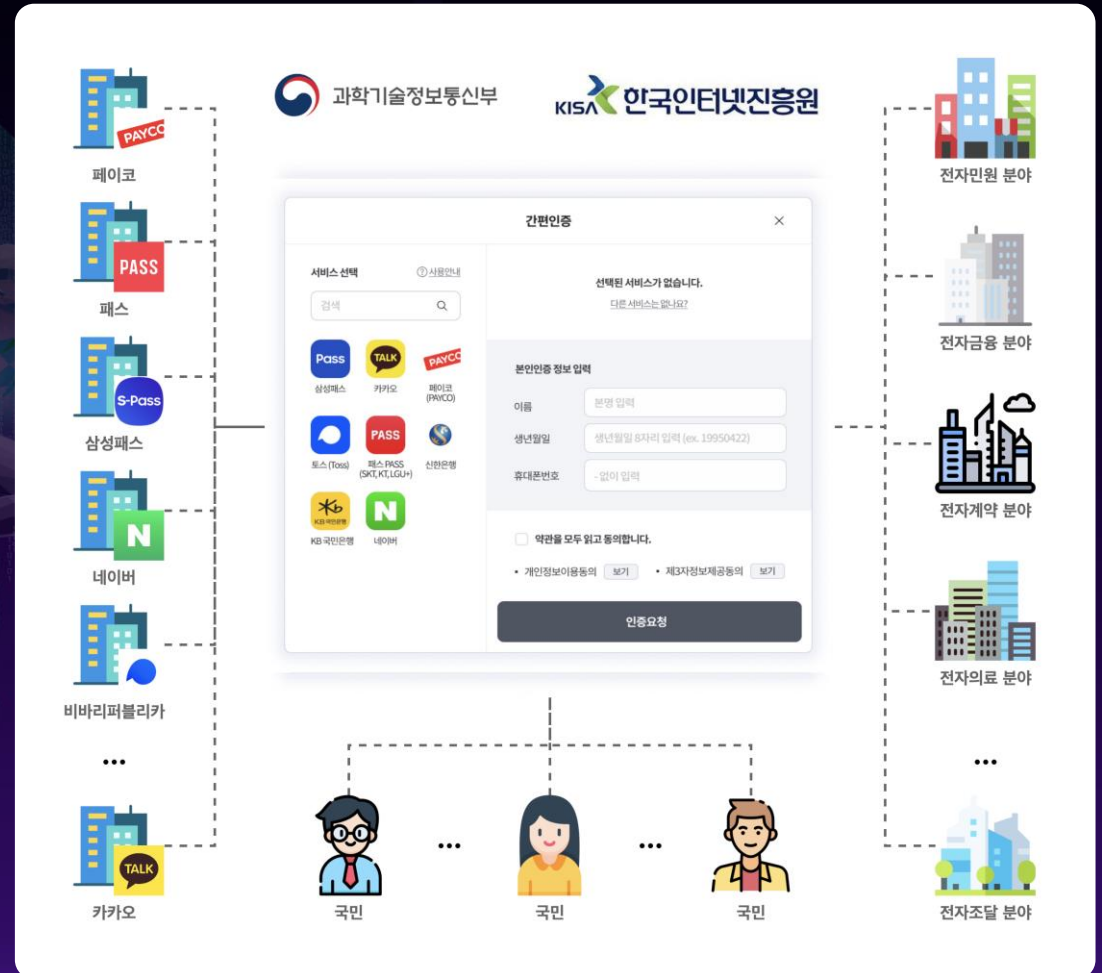 과학기술정보통신부
KISA 한국인터넷진흥원
PAYCO
페이코
PASS
패스
S-Pass
삼성패스
N
네이버
비바리퍼블리카
...
TALK
카카오
간편인증
서비스 선택
? 사용안내
검색
Pass
TALK
PAYCO
삼성패스
카카오
페이코
(PAYCO)
PASS
토스 (Toss)
패스 PASS
(SKT, KT, LGU+)
신한은행
KB 국민은행
N
KB 국민은행
네이버
선택된 서비스가 없습니다.
다른 서비스는 없나요?
본인인증 정보 입력
이름
본명 입력
생년월일
생년월일 8자리 입력 (ex. 19950422)
휴대폰번호
- 없이 입력
약관을 모두 읽고 동의합니다.
• 개인정보이용동의 보기 • 제3자정보제공동의 보기
인증요청
전자민원 분야
전자금융 분야
전자계약 분야
전자의료 분야
...
전자조달 분야
... ...
국민 국민 국민